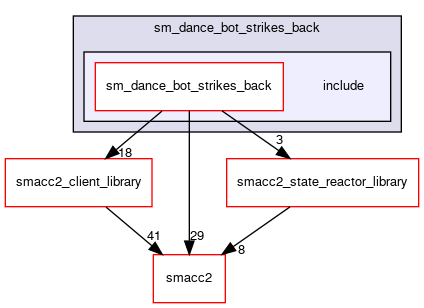 sm_dance_bot_strikes_back
sm_dance_bot_strikes_back include
18 3
smacc2_client_library smacc2_state_reactor_library
41 29 8
smacc2